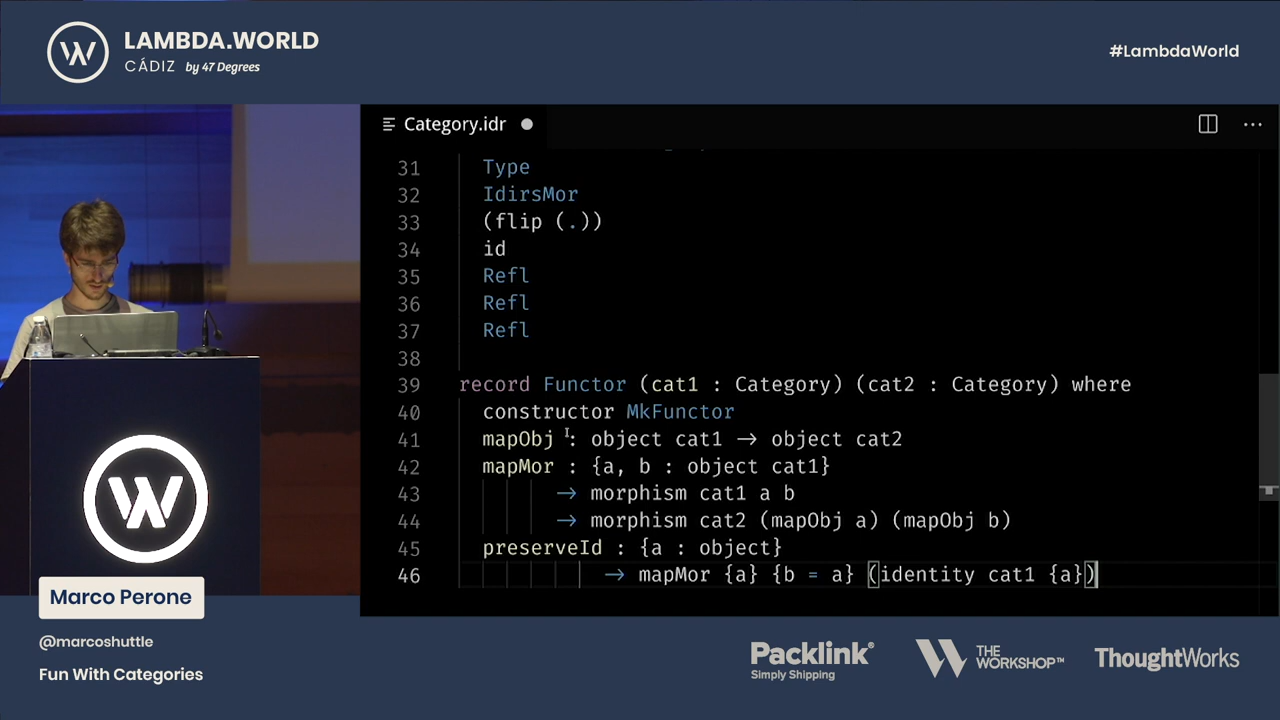 LAMBDA.WORLD
CÁDIZ by 47 Degrees
#LambdaWorld
Category.idr
31 Type
32 IdirsMor
33 (flip (.))
34 id
35 Refl
36 Refl
37 Refl
38
39 record Functor (cat1 : Category) (cat2 : Category) where
40 constructor MkFunctor
41 mapObj : object cat1 → object cat2
42 mapMor : {a, b : object cat1}
43 → morphism cat1 a b
44 → morphism cat2 (mapObj a) (mapObj b)
45 preserveId : {a : object}
46 → mapMor {a} {b = a} (identity cat1 {a})
W
Marco Perone
@marcoshuttle
Fun With Categories
Packlink
Simply Shipping
THE WORKSHOP™
ThoughtWorks